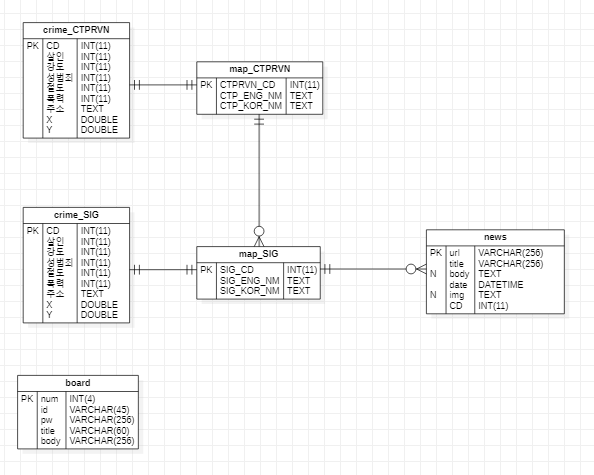 crime_CTPRVN
PK CD INT(11)
살인 INT(11)
강도 INT(11)
성범죄 INT(11)
절도 INT(11)
폭력 INT(11)
주소 TEXT
X DOUBLE
Y DOUBLE
map_CTPRVN
PK CTPRVN_CD INT(11)
CTP_ENG_NM TEXT
CTP_KOR_NM TEXT
crime_SIG
PK CD INT(11)
살인 INT(11)
강도 INT(11)
성범죄 INT(11)
절도 INT(11)
폭력 INT(11)
주소 TEXT
X DOUBLE
Y DOUBLE
map_SIG
PK SIG_CD INT(11)
SIG_ENG_NM TEXT
SIG_KOR_NM TEXT
news
PK url VARCHAR(256)
title VARCHAR(256)
N body TEXT
date DATETIME
N img TEXT
CD INT(11)
board
PK num INT(4)
id VARCHAR(45)
pw VARCHAR(256)
title VARCHAR(60)
body VARCHAR(256)